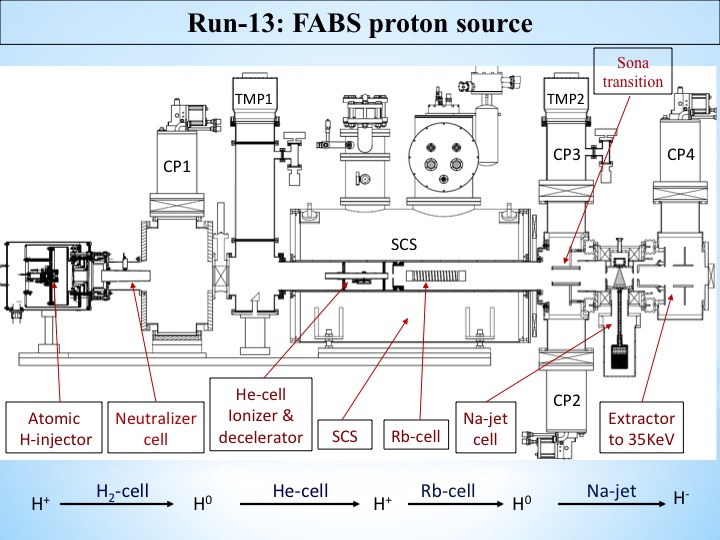 Run-13: FABS proton source
Sona
transition
TMP1
TMP2
CP1
CP3
CP4
SCS
CP2
Atomic
H-injector
Neutralizer
cell
He-cell
Ionizer &
decelerator
SCS
Rb-cell
Na-jet
cell
Extractor
to 35KeV
H⁺ H₂-cell H⁰ He-cell H⁺ Rb-cell H⁰ Na-jet H⁻